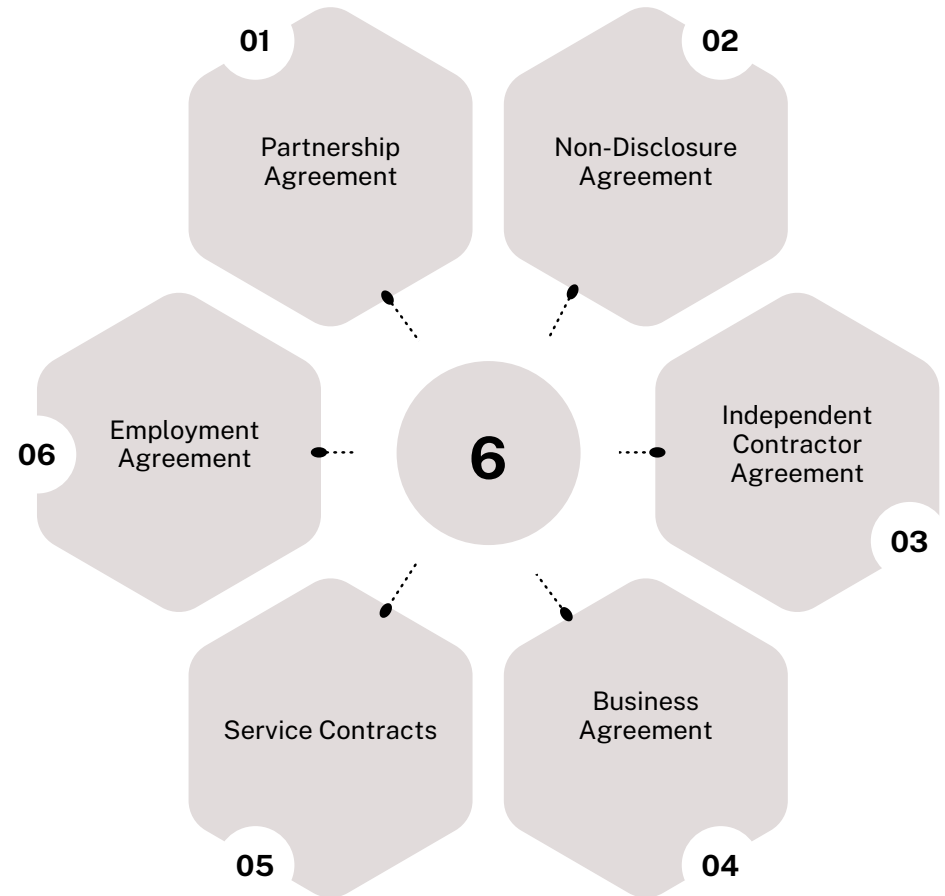 01
Partnership
Agreement
02
Non-Disclosure
Agreement
Independent
Contractor
Agreement
03
Business
Agreement
04
Service Contracts
05
Employment
Agreement
06
6